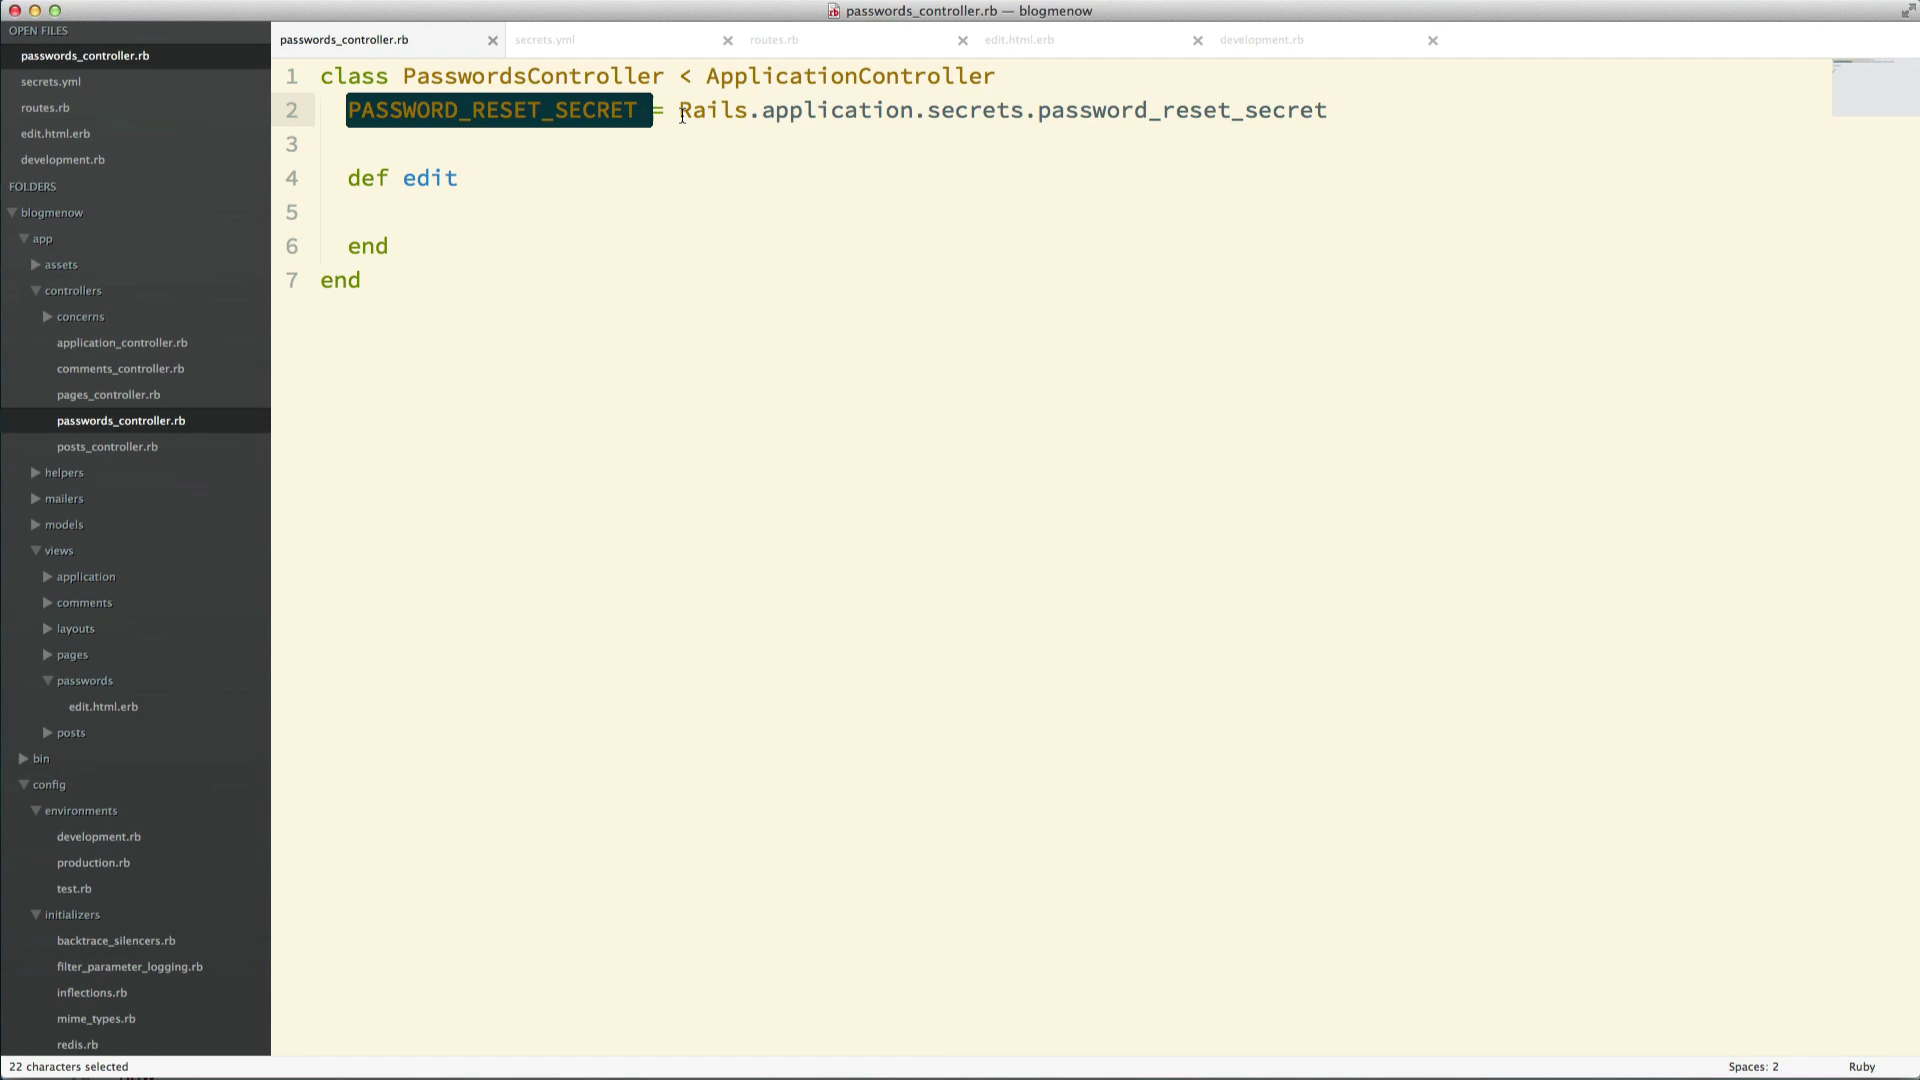 passwords_controller.rb — blogmenow
OPEN FILES
passwords_controller.rb
secrets.yml
routes.rb
edit.html.erb
development.rb
FOLDERS
blogmenow
app
assets
controllers
concerns
application_controller.rb
comments_controller.rb
pages_controller.rb
passwords_controller.rb
posts_controller.rb
helpers
mailers
models
views
application
comments
layouts
pages
passwords
edit.html.erb
posts
bin
config
environments
development.rb
production.rb
test.rb
initializers
backtrace_silencers.rb
filter_parameter_logging.rb
inflections.rb
mime_types.rb
redis.rb
passwords_controller.rb secrets.yml routes.rb edit.html.erb development.rb
1 class PasswordsController < ApplicationController
2 PASSWORD_RESET_SECRET = Rails.application.secrets.password_reset_secret
3
4 def edit
5
6 end
7 end
22 characters selected Spaces: 2 Ruby